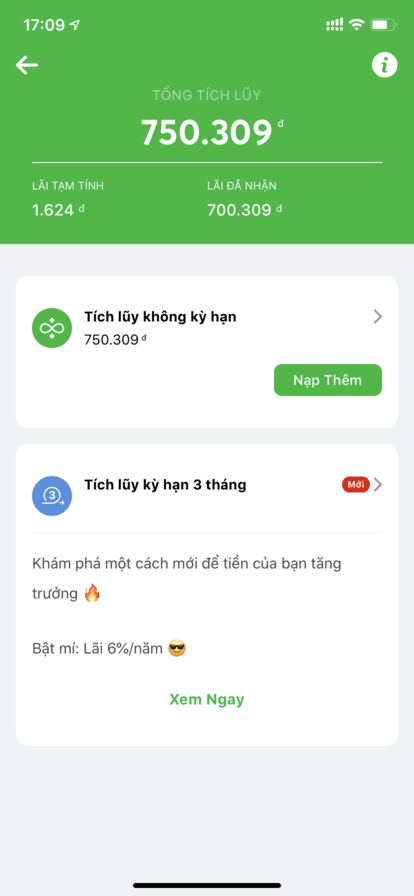 17:09
TỔNG TÍCH LŨY
750.309 đ
LÃI TẠM TÍNH
LÃI ĐÃ NHẬN
1.624 đ
700.309 đ
Tích lũy không kỳ hạn
750.309 đ
Nạp Thêm
3
Tích lũy kỳ hạn 3 tháng
Mới
Khám phá một cách mới để tiền của bạn tăng
trưởng 🔥
Bật mí: Lãi 6%/năm 😎
Xem Ngay